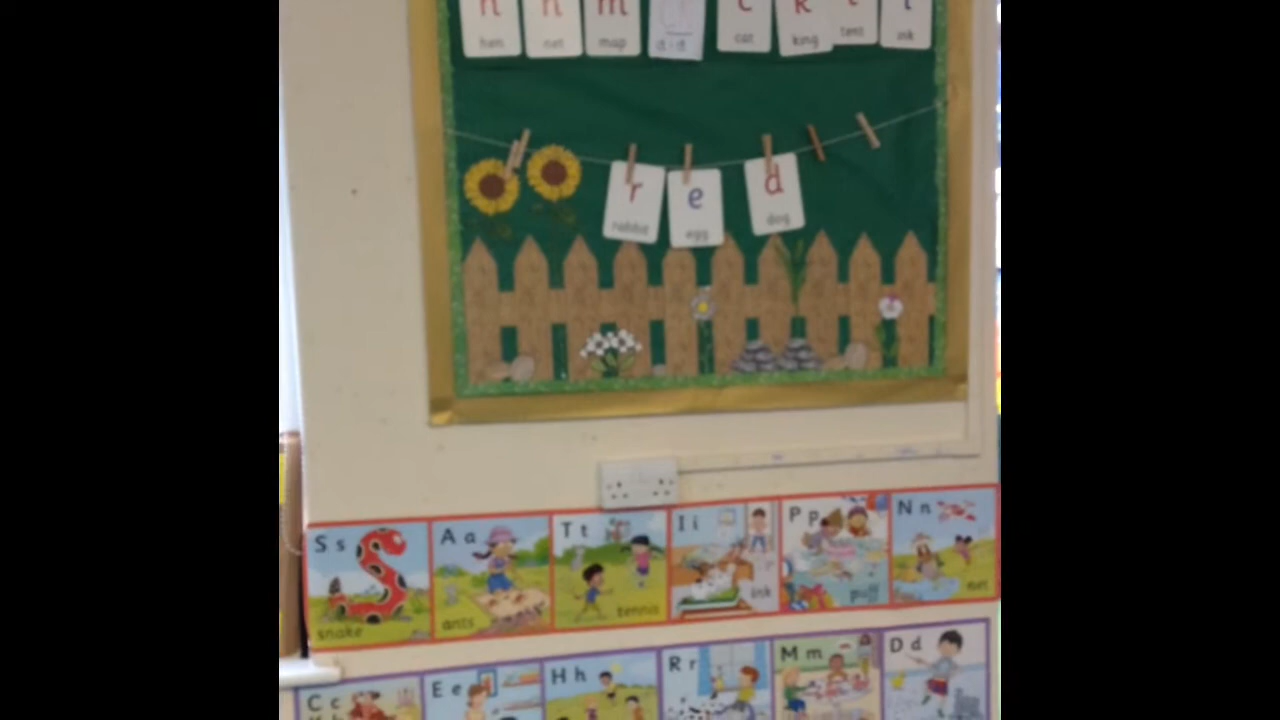 h n m c k t i
hen net map cat king tent ink
r e d
rabbit egg dog
S s A a T t I i P p N n
snake ants tennis ink puff net
C c E e H h R r M m D d
K k